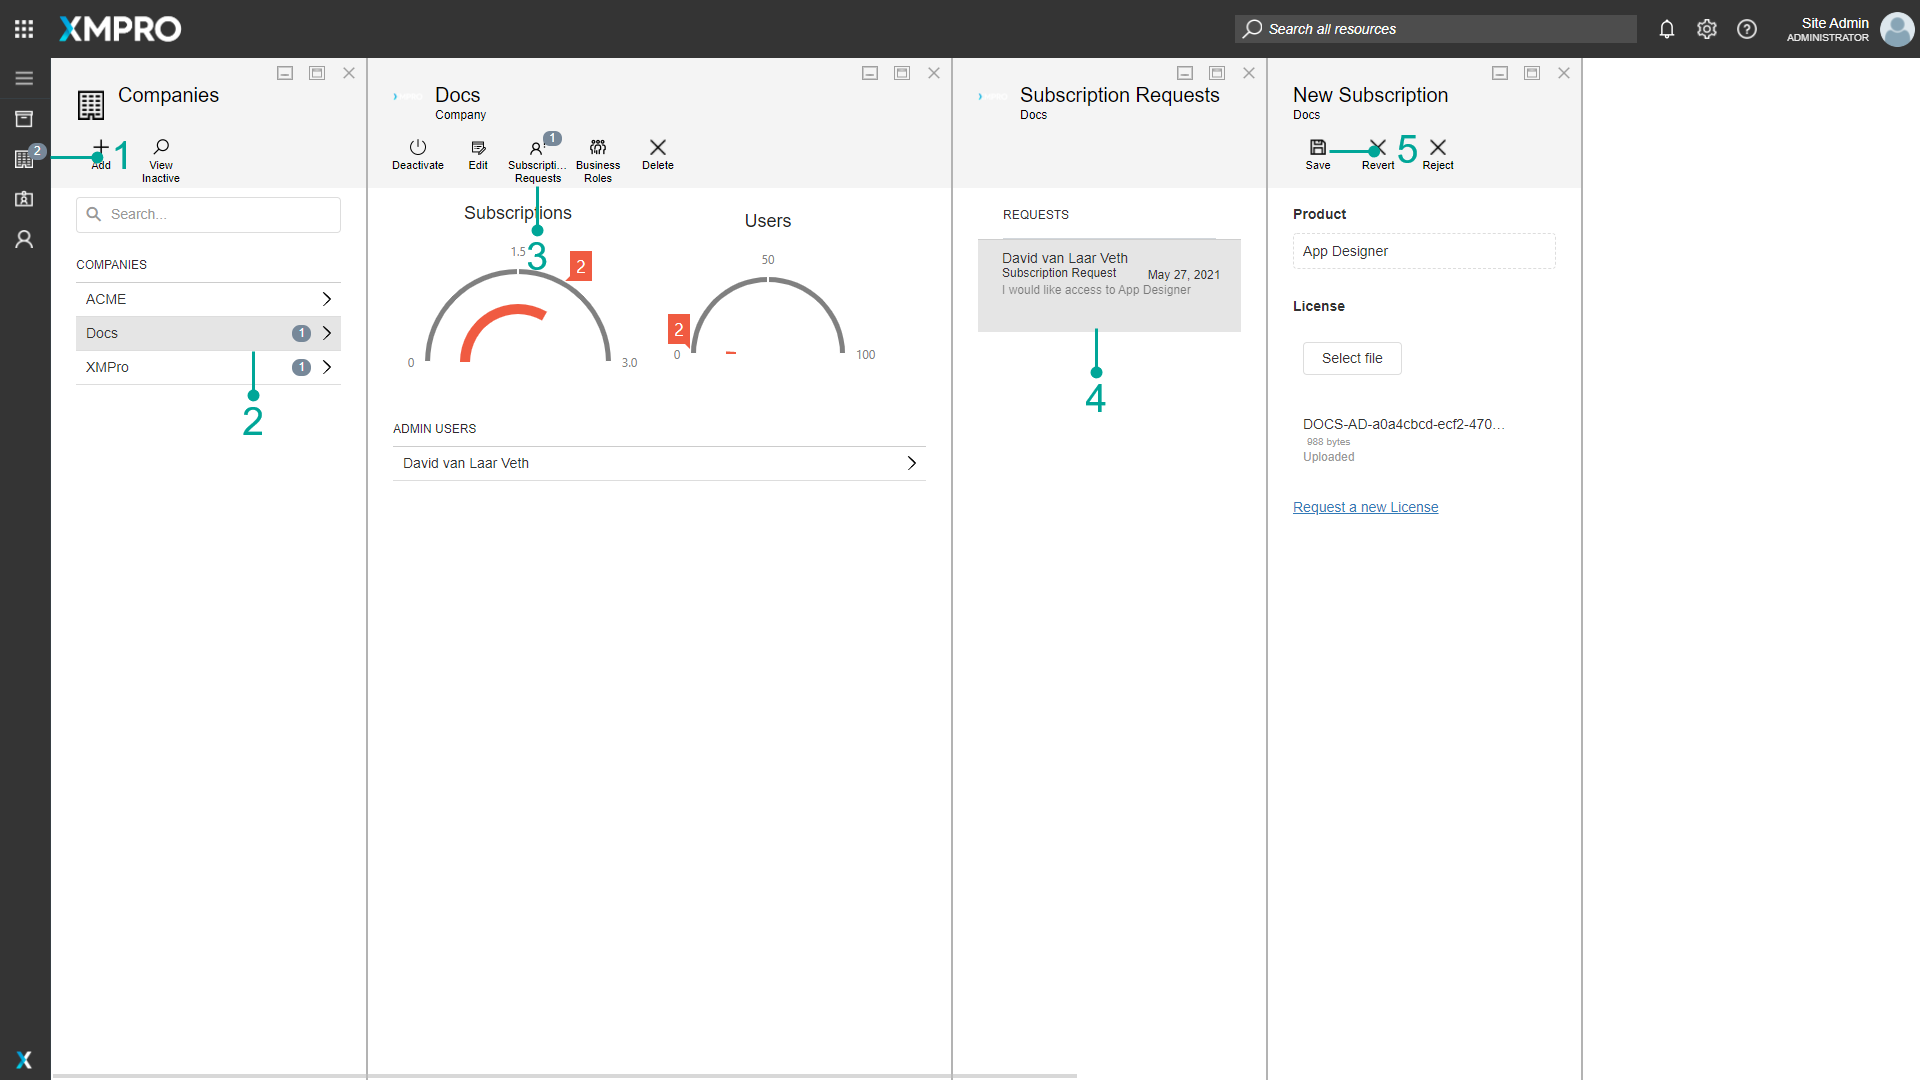 XMPRO
Search all resources
Site Admin
ADMINISTRATOR
2
Companies
Add
1
View
Inactive
Search...
COMPANIES
ACME
Docs
1
XMPro
1
2
Docs
Company
Deactivate
Edit
1
Subscripti...
Requests
Business
Roles
Delete
Subscriptions
3
1.5
2
0
3.0
Users
50
2
0
100
ADMIN USERS
David van Laar Veth
XMPRO
Subscription Requests
Docs
REQUESTS
David van Laar Veth
Subscription Request
May 27, 2021
I would like access to App Designer
4
New Subscription
Docs
Save
Revert
5
Reject
Product
App Designer
License
Select file
DOCS-AD-a0a4cbcd-ecf2-470...
988 bytes
Uploaded
Request a new License